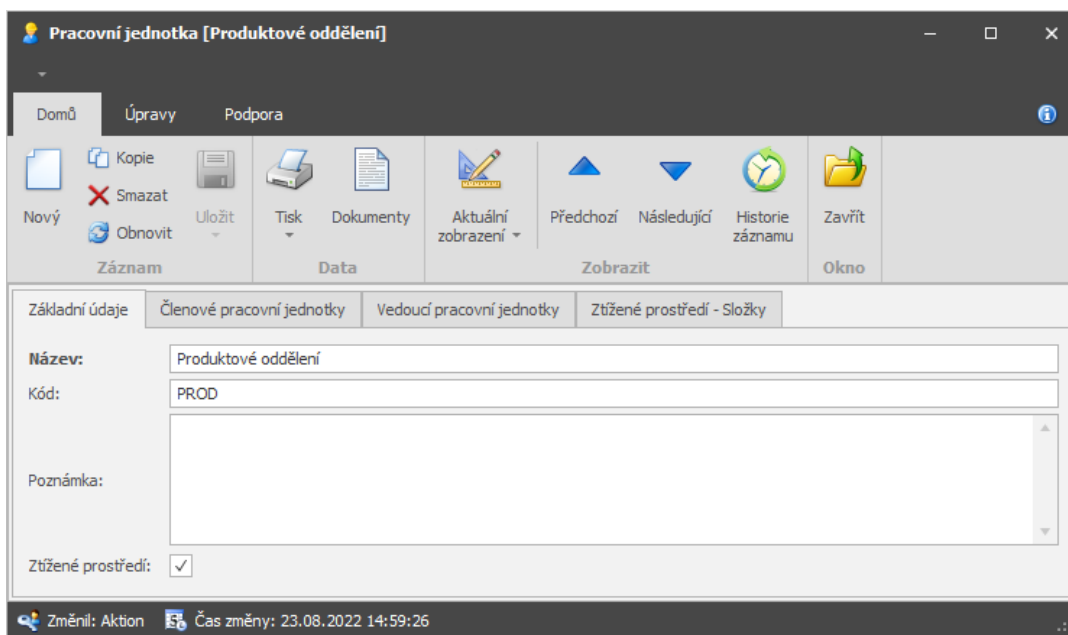 Pracovní jednotka [Produktové oddělení]
Domů Úpravy Podpora
Nový
Kopie
Smazat
Obnovit
Uložit
Záznam
Tisk
Dokumenty
Data
Aktuální
zobrazení
Předchozí
Následující
Historie
záznamu
Zobrazit
Zavřít
Okno
Základní údaje Členové pracovní jednotky Vedoucí pracovní jednotky Ztížené prostředí - Složky
Název: Produktové oddělení
Kód: PROD
Poznámka:
Ztížené prostředí:
Změnil: Aktion Čas změny: 23.08.2022 14:59:26